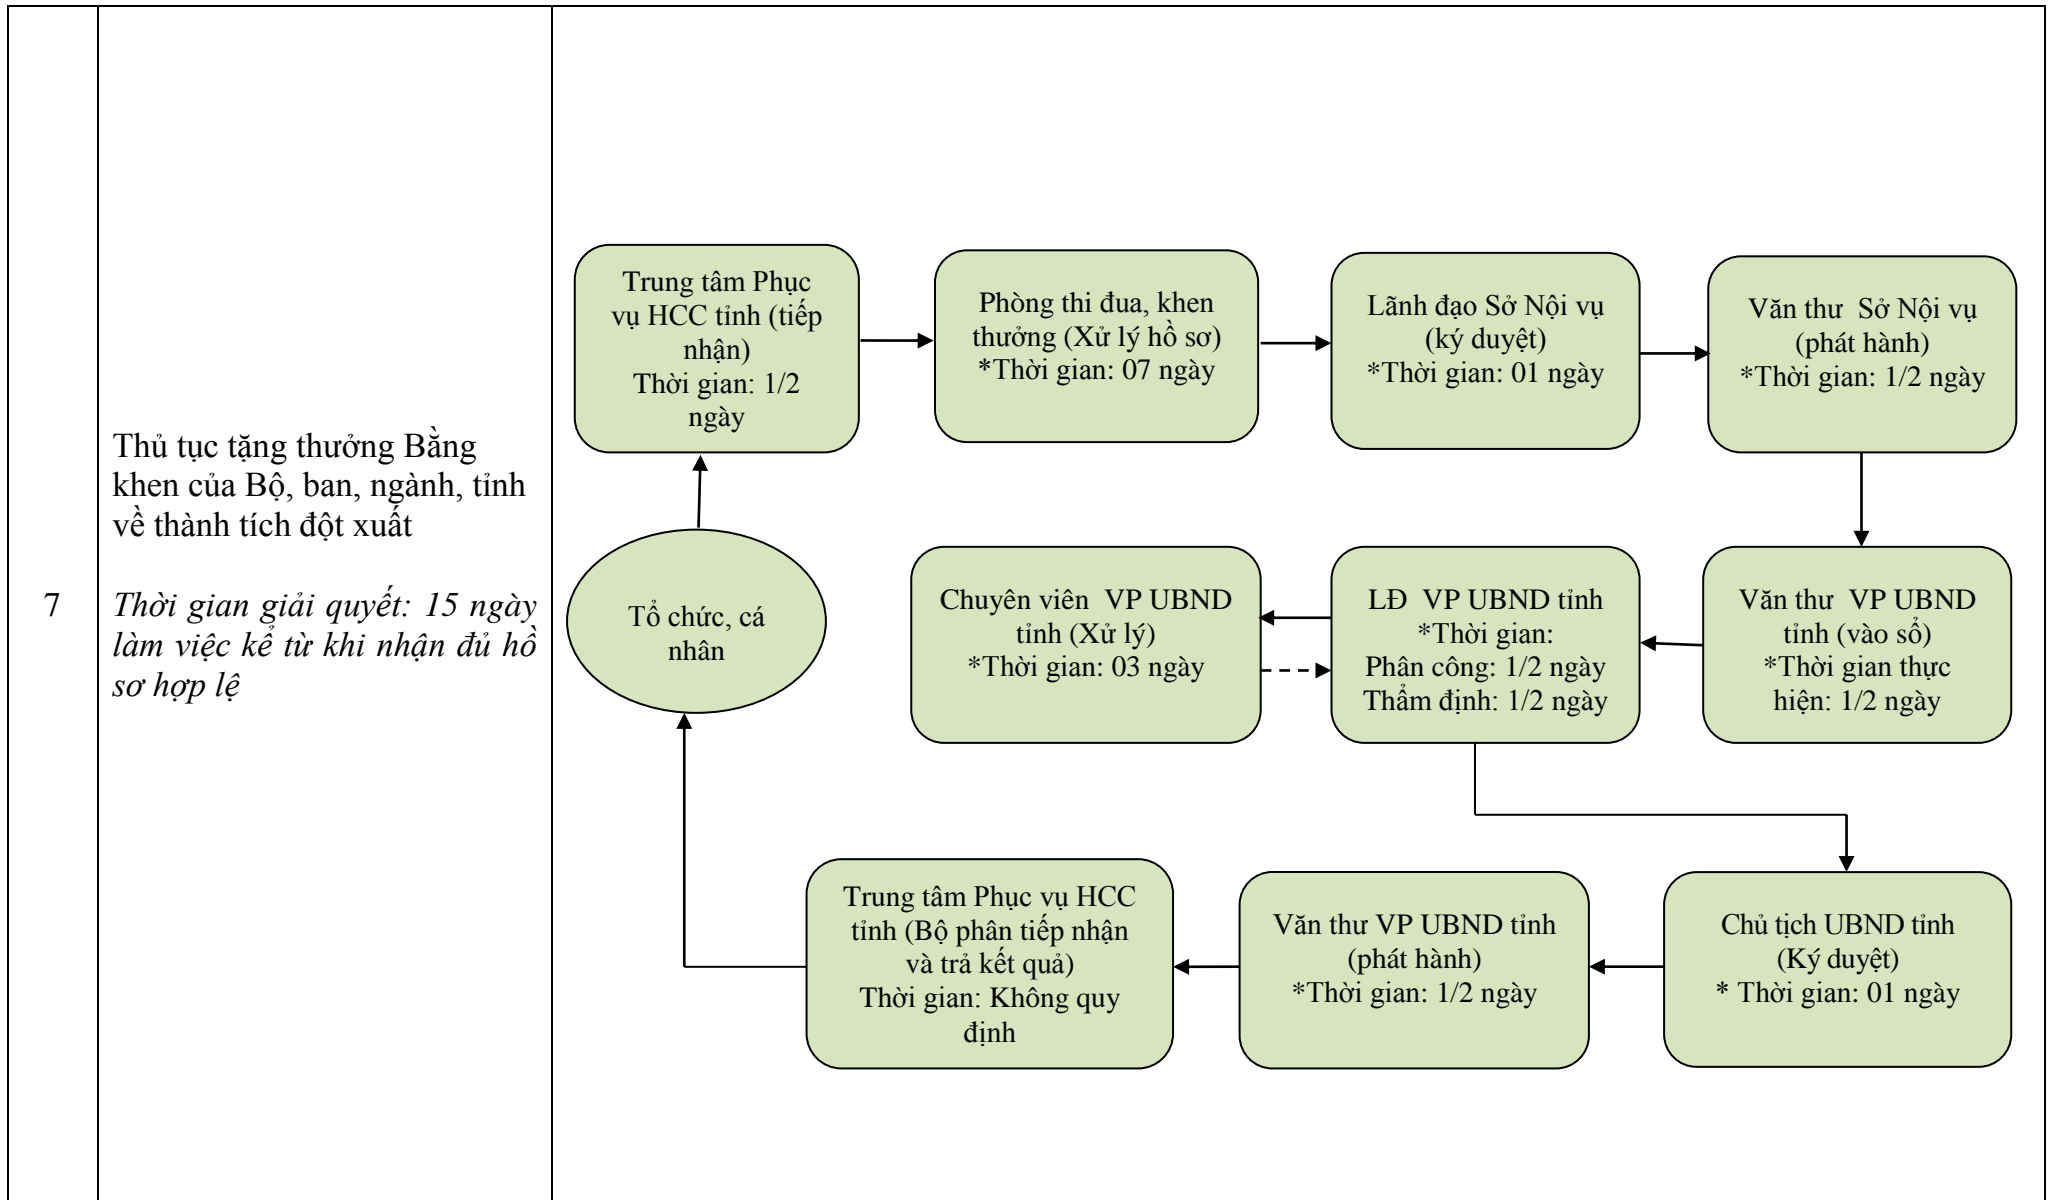 7
Thủ tục tặng thưởng Bằng
khen của Bộ, ban, ngành, tỉnh
về thành tích đột xuất
Thời gian giải quyết: 15 ngày
làm việc kể từ khi nhận đủ hồ
sơ hợp lệ
Trung tâm Phục
vụ HCC tỉnh (tiếp
nhận)
Thời gian: 1/2
ngày
Phòng thi đua, khen
thưởng (Xử lý hồ sơ)
*Thời gian: 07 ngày
Lãnh đạo Sở Nội vụ
(ký duyệt)
*Thời gian: 01 ngày
Văn thư Sở Nội vụ
(phát hành)
*Thời gian: 1/2 ngày
Tổ chức, cá
nhân
Chuyên viên VP UBND
tỉnh (Xử lý)
*Thời gian: 03 ngày
LĐ VP UBND tỉnh
*Thời gian:
Phân công: 1/2 ngày
Thẩm định: 1/2 ngày
Văn thư VP UBND
tỉnh (vào sổ)
*Thời gian thực
hiện: 1/2 ngày
Trung tâm Phục vụ HCC
tỉnh (Bộ phân tiếp nhận
và trả kết quả)
Thời gian: Không quy
định
Văn thư VP UBND tỉnh
(phát hành)
*Thời gian: 1/2 ngày
Chủ tịch UBND tỉnh
(Ký duyệt)
* Thời gian: 01 ngày